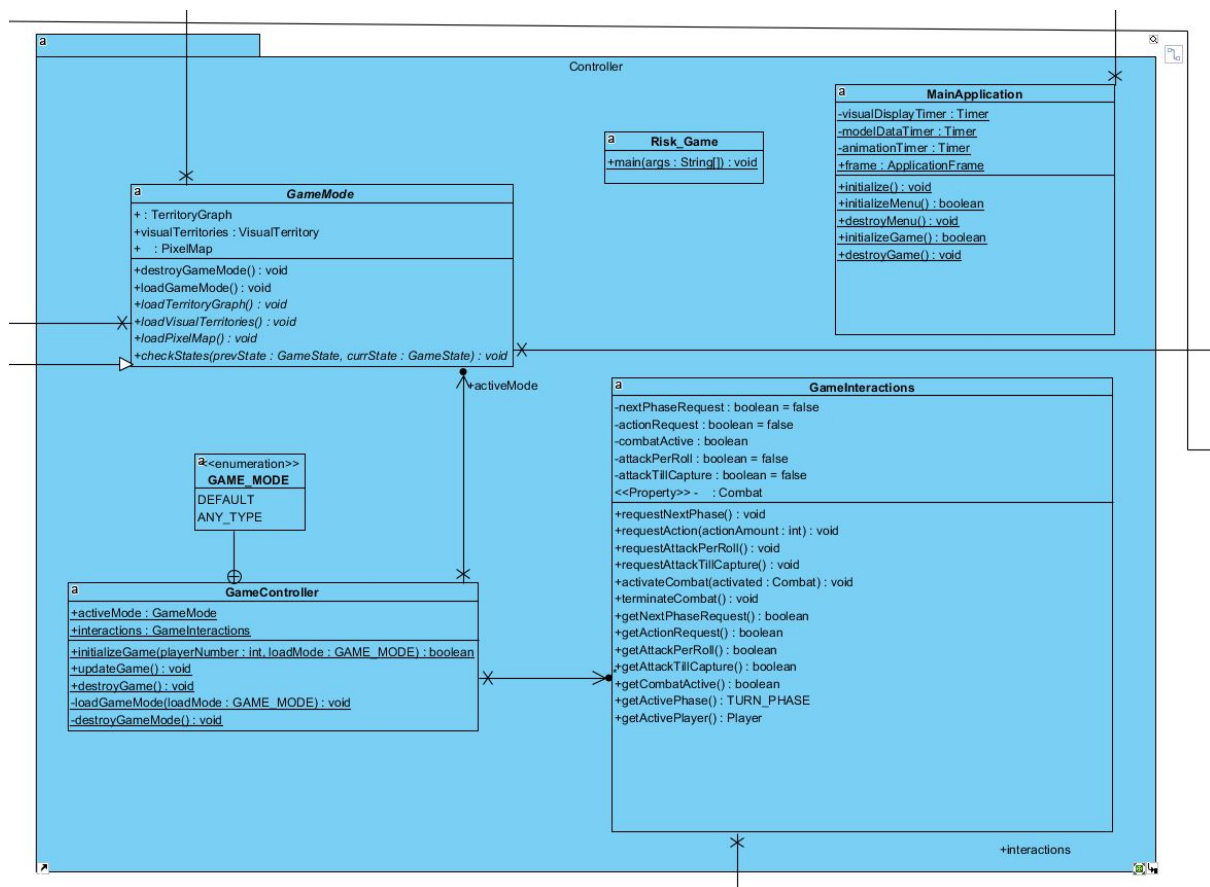 a
Controller
a
MainApplication
-visualDisplayTimer : Timer
-modelDataTimer : Timer
-animationTimer : Timer
+frame : ApplicationFrame
+initialize() : void
+initializeMenu() : boolean
+destroyMenu() : void
+initializeGame() : boolean
+destroyGame() : void
a
Risk_Game
+main(args : String[]) : void
a
GameMode
+ : TerritoryGraph
+visualTerritories : VisualTerritory
+ : PixelMap
+destroyGameMode() : void
+loadGameMode() : void
+loadTerritoryGraph() : void
+loadVisualTerritories() : void
+loadPixelMap() : void
+checkStates(prevState : GameState, currState : GameState) : void
+activeMode
a
GameInteractions
-nextPhaseRequest : boolean = false
-actionRequest : boolean = false
-combatActive : boolean
-attackPerRoll : boolean = false
-attackTillCapture : boolean = false
<<Property>> - : Combat
+requestNextPhase() : void
+requestAction(actionAmount : int) : void
+requestAttackPerRoll() : void
+requestAttackTillCapture() : void
+activateCombat(activated : Combat) : void
+terminateCombat() : void
+getNextPhaseRequest() : boolean
+getActionRequest() : boolean
+getAttackPerRoll() : boolean
+getAttackTillCapture() : boolean
+getCombatActive() : boolean
+getActivePhase() : TURN_PHASE
+getActivePlayer() : Player
a
<<enumeration>>
GAME_MODE
DEFAULT
ANY_TYPE
a
GameController
+activeMode : GameMode
+interactions : GameInteractions
+initializeGame(playerNumber : int, loadMode : GAME_MODE) : boolean
+updateGame() : void
+destroyGame() : void
-loadGameMode(loadMode : GAME_MODE) : void
-destroyGameMode() : void
*
+interactions